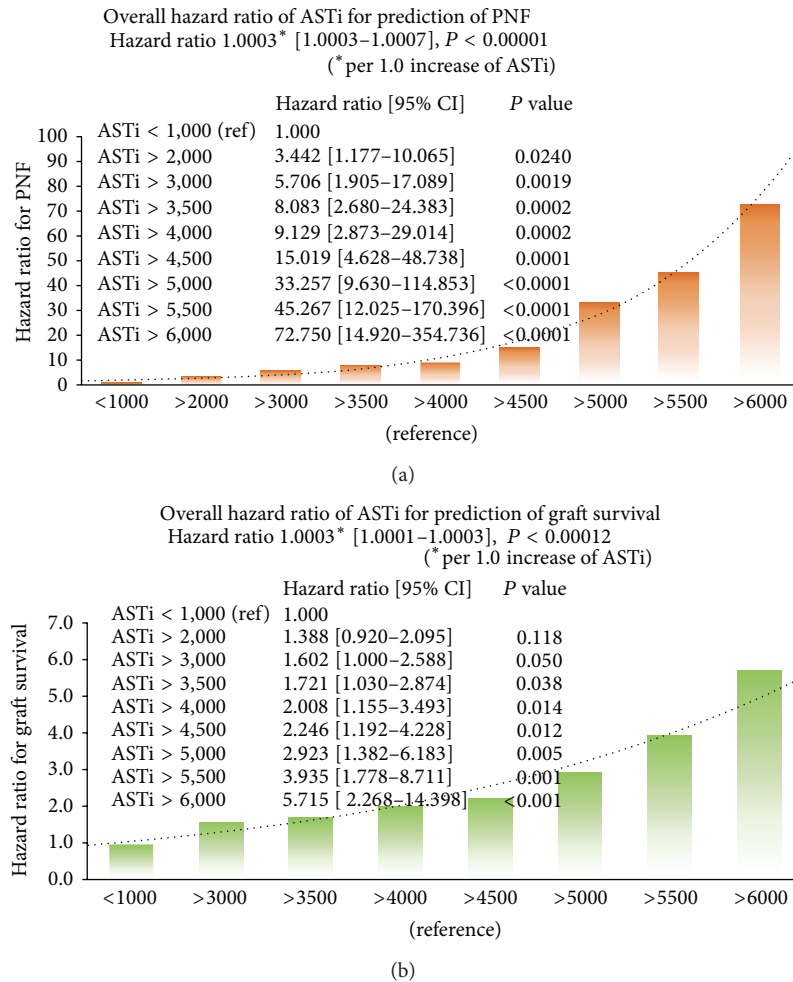 Overall hazard ratio of ASTi for prediction of PNF
Hazard ratio 1.0003* [1.0003–1.0007], P < 0.00001
(*per 1.0 increase of ASTi)
Hazard ratio [95% CI] P value
ASTi < 1,000 (ref) 1.000
ASTi > 2,000 3.442 [1.177–10.065] 0.0240
ASTi > 3,000 5.706 [1.905–17.089] 0.0019
ASTi > 3,500 8.083 [2.680–24.383] 0.0002
ASTi > 4,000 9.129 [2.873–29.014] 0.0002
ASTi > 4,500 15.019 [4.628–48.738] 0.0001
ASTi > 5,000 33.257 [9.630–114.853] <0.0001
ASTi > 5,500 45.267 [12.025–170.396] <0.0001
ASTi > 6,000 72.750 [14.920–354.736] <0.0001
Hazard ratio for PNF
100
90
80
70
60
50
40
30
20
10
0
<1000 >2000 >3000 >3500 >4000 >4500 >5000 >5500 >6000
(reference)
(a)
Overall hazard ratio of ASTi for prediction of graft survival
Hazard ratio 1.0003* [1.0001–1.0003], P < 0.00012
(*per 1.0 increase of ASTi)
Hazard ratio [95% CI] P value
ASTi < 1,000 (ref) 1.000
ASTi > 2,000 1.388 [0.920–2.095] 0.118
ASTi > 3,000 1.602 [1.000–2.588] 0.050
ASTi > 3,500 1.721 [1.030–2.874] 0.038
ASTi > 4,000 2.008 [1.155–3.493] 0.014
ASTi > 4,500 2.246 [1.192–4.228] 0.012
ASTi > 5,000 2.923 [1.382–6.183] 0.005
ASTi > 5,500 3.935 [1.778–8.711] 0.001
ASTi > 6,000 5.715 [ 2.268–14.398] <0.001
Hazard ratio for graft survival
7.0
6.0
5.0
4.0
3.0
2.0
1.0
0.0
<1000 >3000 >3500 >4000 >4500 >5000 >5500 >6000
(reference)
(b)